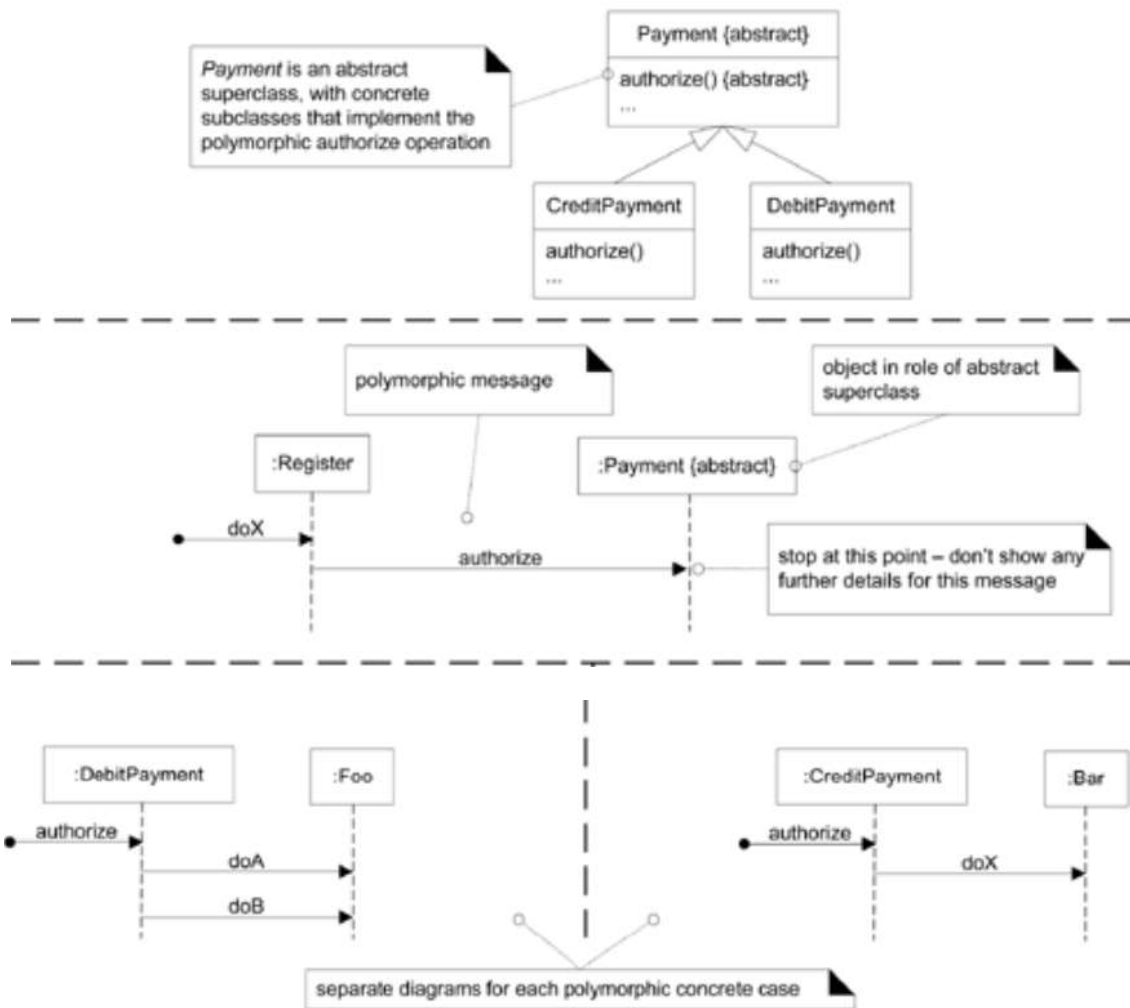 Payment {abstract}
authorize() {abstract}
...
Payment is an abstract
superclass, with concrete
subclasses that implement the
polymorphic authorize operation
CreditPayment
authorize()
...
DebitPayment
authorize()
...
polymorphic message
object in role of abstract
superclass
:Register
:Payment {abstract}
doX
authorize
stop at this point – don't show any
further details for this message
:DebitPayment
:Foo
authorize
doA
doB
:CreditPayment
:Bar
authorize
doX
separate diagrams for each polymorphic concrete case